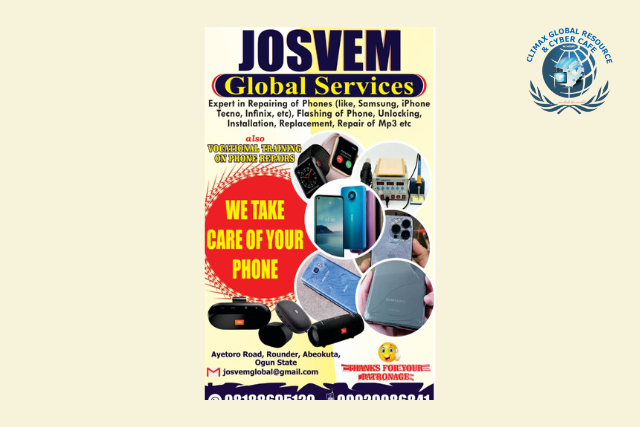 JOSVEM
Global Services
Expert in Repairing of Phones (like, Samsung, iPhone
Tecno, Infinix, etc), Flashing of Phone, Unlocking,
Installation, Replacement, Repair of Mp3 etc
also
VOCATIONAL TRAINING
ON PHONE REPAIRS
WE TAKE
CARE OF YOUR
PHONE
Ayetoro Road, Rounder, Abeokuta,
Ogun State
josvemglobal@gmail.com
THANKS FOR YOUR
PATRONAGE
CLIMAX GLOBAL RESOURCE
& CYBER CAFE